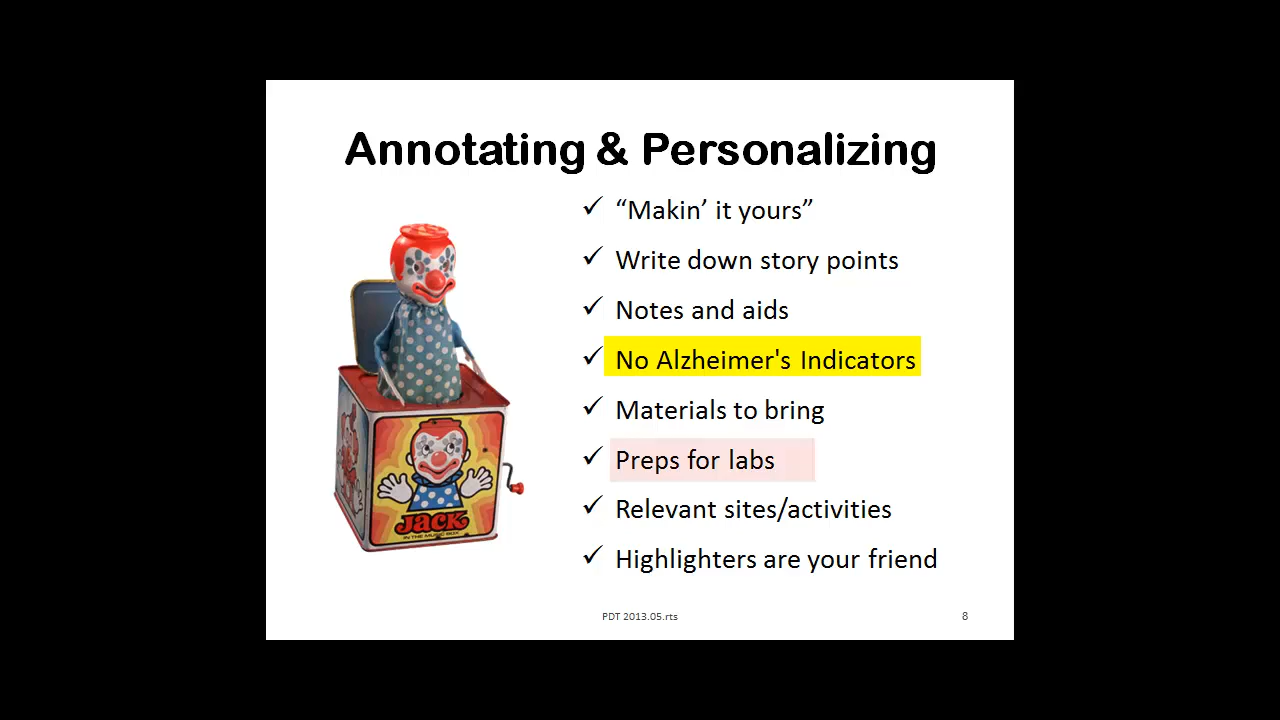 Annotating & Personalizing
“Makin’ it yours”
Write down story points
Notes and aids
No Alzheimer's Indicators
Materials to bring
Preps for labs
Relevant sites/activities
Highlighters are your friend
Jack
IN THE MUSIC BOX
PDT 2013.05.rts
8